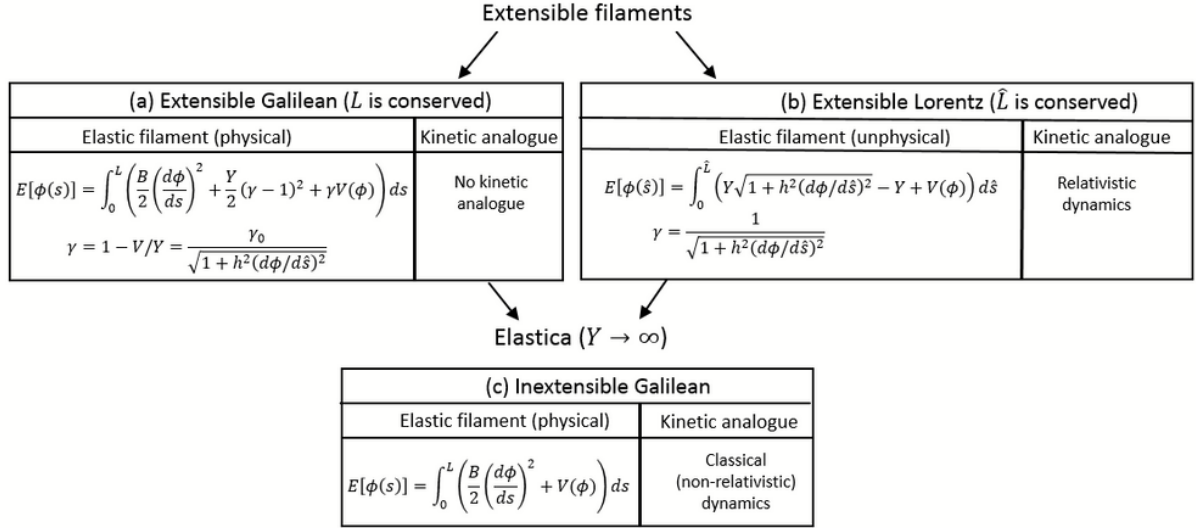 Extensible filaments
(a) Extensible Galilean (L is conserved)
Elastic filament (physical)
Kinetic analogue
E[ϕ(s)] = ∫₀ᴸ (B/2 (dϕ/ds)² + Y/2 (γ − 1)² + γV(ϕ)) ds
γ = 1 − V/Y = γ₀/√(1 + h²(dϕ/dŝ)²)
No kinetic
analogue
(b) Extensible Lorentz (L̂ is conserved)
Elastic filament (unphysical)
Kinetic analogue
E[ϕ(ŝ)] = ∫₀^L̂ (Y√(1 + h²(dϕ/dŝ)²) − Y + V(ϕ)) dŝ
γ = 1/√(1 + h²(dϕ/dŝ)²)
Relativistic
dynamics
Elastica (Y → ∞)
(c) Inextensible Galilean
Elastic filament (physical)
Kinetic analogue
E[ϕ(s)] = ∫₀ᴸ (B/2 (dϕ/ds)² + V(ϕ)) ds
Classical
(non-relativistic)
dynamics